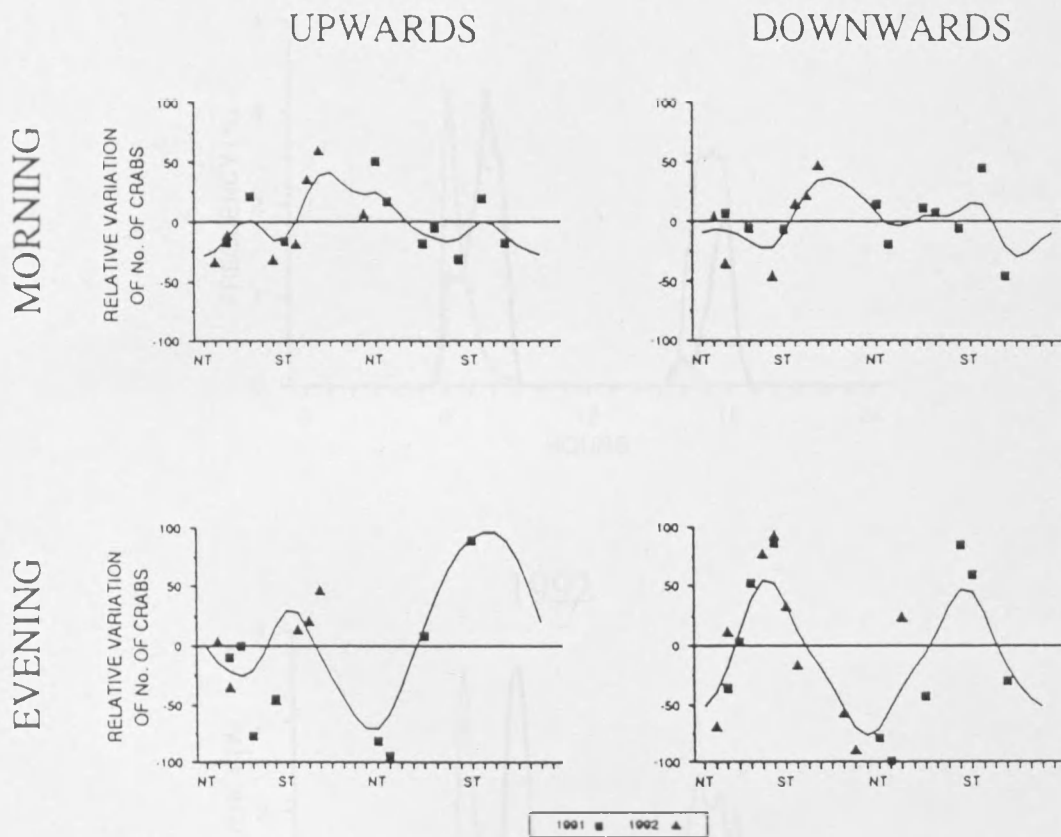 UPWARDS DOWNWARDS
MORNING
RELATIVE VARIATION
OF No. OF CRABS
100
50
0
-50
-100
NT ST NT ST
100
50
0
-50
-100
NT ST NT ST
EVENING
RELATIVE VARIATION
OF No. OF CRABS
100
50
0
-50
-100
NT ST NT ST
100
50
0
-50
-100
NT ST NT ST
1992
HOURS
1991 ■ 1992 ▲